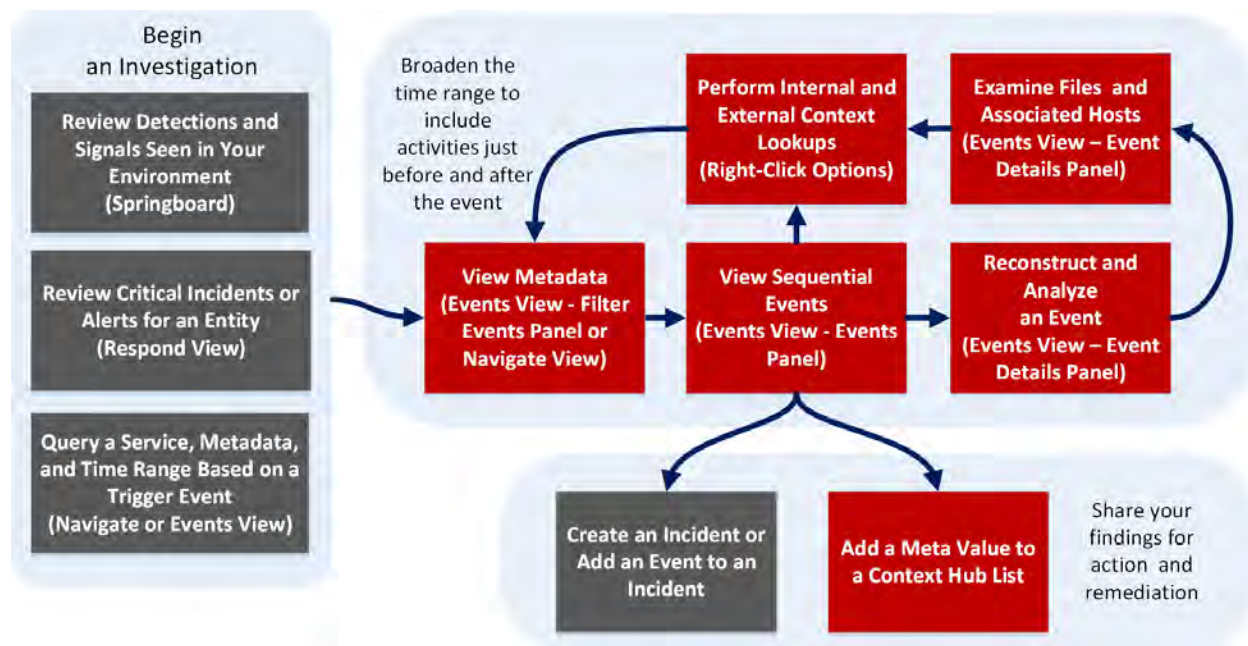 Begin
an Investigation
Review Detections and
Signals Seen in Your
Environment
(Springboard)
Review Critical Incidents or
Alerts for an Entity
(Respond View)
Query a Service, Metadata,
and Time Range Based on a
Trigger Event
(Navigate or Events View)
Broaden the
time range to
include
activities just
before and after
the event
Perform Internal and
External Context
Lookups
(Right-Click Options)
Examine Files and
Associated Hosts
(Events View – Event
Details Panel)
View Metadata
(Events View - Filter
Events Panel or
Navigate View)
View Sequential
Events
(Events View - Events
Panel)
Reconstruct and
Analyze
an Event
(Events View – Event
Details Panel)
Create an Incident or
Add an Event to an
Incident
Add a Meta Value to
a Context Hub List
Share your
findings for
action and
remediation